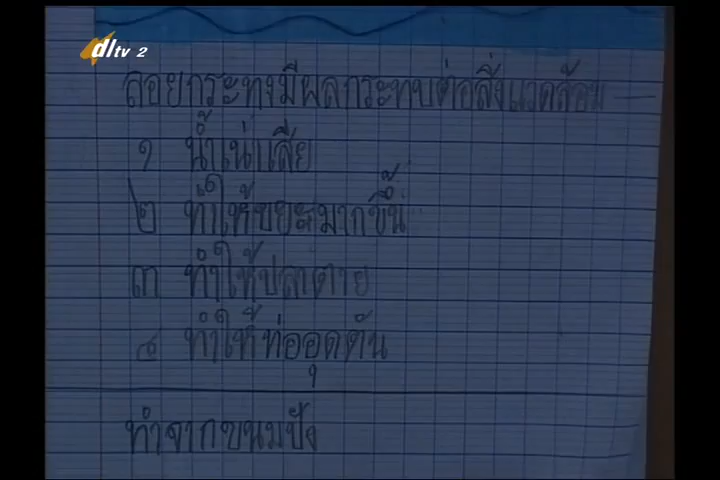 dltv 2
ลอยกระทงมีผลกระทบต่อสิ่งแวดล้อม
๑ น้ำเน่าเสีย
๒ ทำให้ขยะมากขึ้น
๓ ทำให้ปลาตาย
๔ ทำให้ท่ออุดตัน
ทำจากขนมปัง